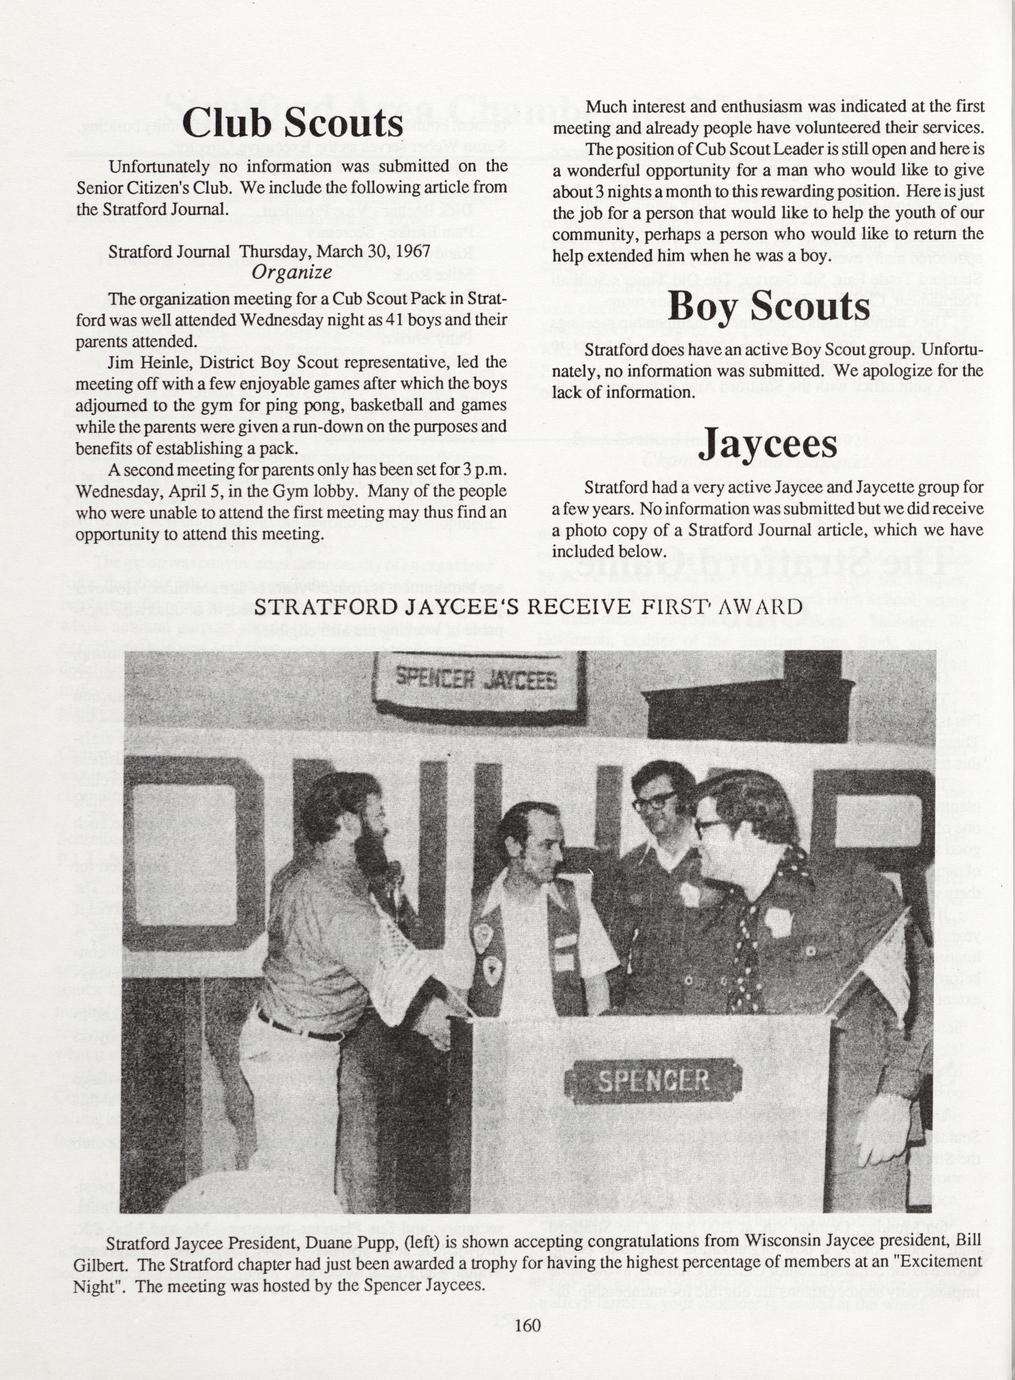 Club Scouts
Unfortunately no information was submitted on the
Senior Citizen's Club. We include the following article from
the Stratford Journal.
Stratford Journal Thursday, March 30, 1967
Organize
The organization meeting for a Cub Scout Pack in Strat-
ford was well attended Wednesday night as 41 boys and their
parents attended.
Jim Heinle, District Boy Scout representative, led the
meeting off with a few enjoyable games after which the boys
adjourned to the gym for ping pong, basketball and games
while the parents were given a run-down on the purposes and
benefits of establishing a pack.
A second meeting for parents only has been set for 3 p.m.
Wednesday, April 5, in the Gym lobby. Many of the people
who were unable to attend the first meeting may thus find an
opportunity to attend this meeting.
Much interest and enthusiasm was indicated at the first
meeting and already people have volunteered their services.
The position of Cub Scout Leader is still open and here is
a wonderful opportunity for a man who would like to give
about 3 nights a month to this rewarding position. Here is just
the job for a person that would like to help the youth of our
community, perhaps a person who would like to return the
help extended him when he was a boy.
Boy Scouts
Stratford does have an active Boy Scout group. Unfortu-
nately, no information was submitted. We apologize for the
lack of information.
Jaycees
Stratford had a very active Jaycee and Jaycette group for
a few years. No information was submitted but we did receive
a photo copy of a Stratford Journal article, which we have
included below.
STRATFORD JAYCEE'S RECEIVE FIRST AWARD
SPENCER JAYCEES
SPENCER
Stratford Jaycee President, Duane Pupp, (left) is shown accepting congratulations from Wisconsin Jaycee president, Bill
Gilbert. The Stratford chapter had just been awarded a trophy for having the highest percentage of members at an "Excitement
Night". The meeting was hosted by the Spencer Jaycees.
160